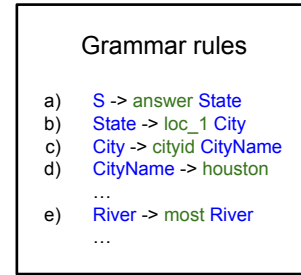 Grammar rules
a) S -> answer State
b) State -> loc_1 City
c) City -> cityid CityName
d) CityName -> houston
…
e) River -> most River
…